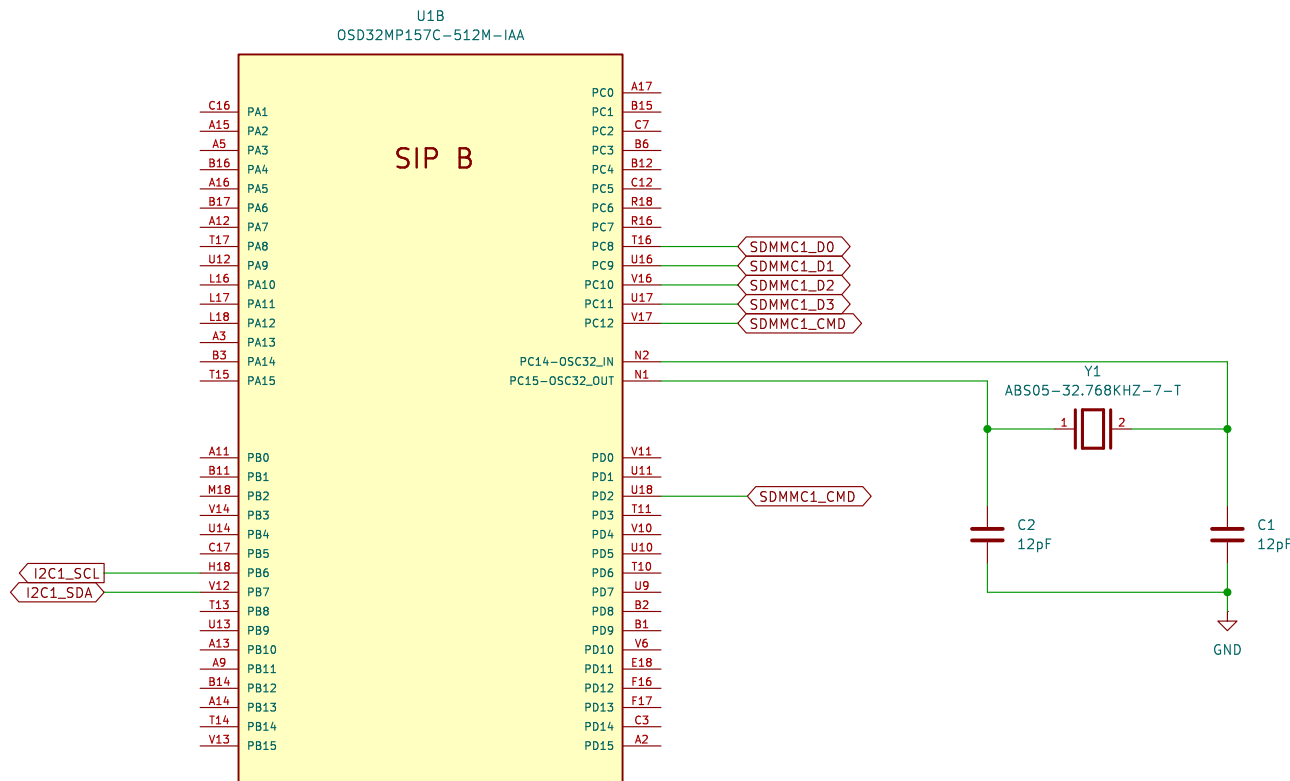 U1B
OSD32MP157C-512M-IAA
SIP B
C16 PA1
A15 PA2
A5 PA3
B16 PA4
A16 PA5
B17 PA6
A12 PA7
T17 PA8
U12 PA9
L16 PA10
L17 PA11
L18 PA12
A3 PA13
B3 PA14
T15 PA15
A11 PB0
B11 PB1
M18 PB2
V14 PB3
U14 PB4
C17 PB5
I2C1_SCL H18 PB6
I2C1_SDA V12 PB7
T13 PB8
U13 PB9
A13 PB10
A9 PB11
B14 PB12
A14 PB13
T14 PB14
V13 PB15
PC0 A17
PC1 B15
PC2 C7
PC3 B6
PC4 B12
PC5 C12
PC6 R18
PC7 R16
PC8 T16 SDMMC1_D0
PC9 U16 SDMMC1_D1
PC10 V16 SDMMC1_D2
PC11 U17 SDMMC1_D3
PC12 V17 SDMMC1_CMD
PC14-OSC32_IN N2
PC15-OSC32_OUT N1
PD0 V11
PD1 U11
PD2 U18 SDMMC1_CMD
PD3 T11
PD4 V10
PD5 U10
PD6 T10
PD7 U9
PD8 B2
PD9 B1
PD10 V6
PD11 E18
PD12 F16
PD13 F17
PD14 C3
PD15 A2
Y1
ABS05-32.768KHZ-7-T
1 2
C2
12pF
C1
12pF
GND